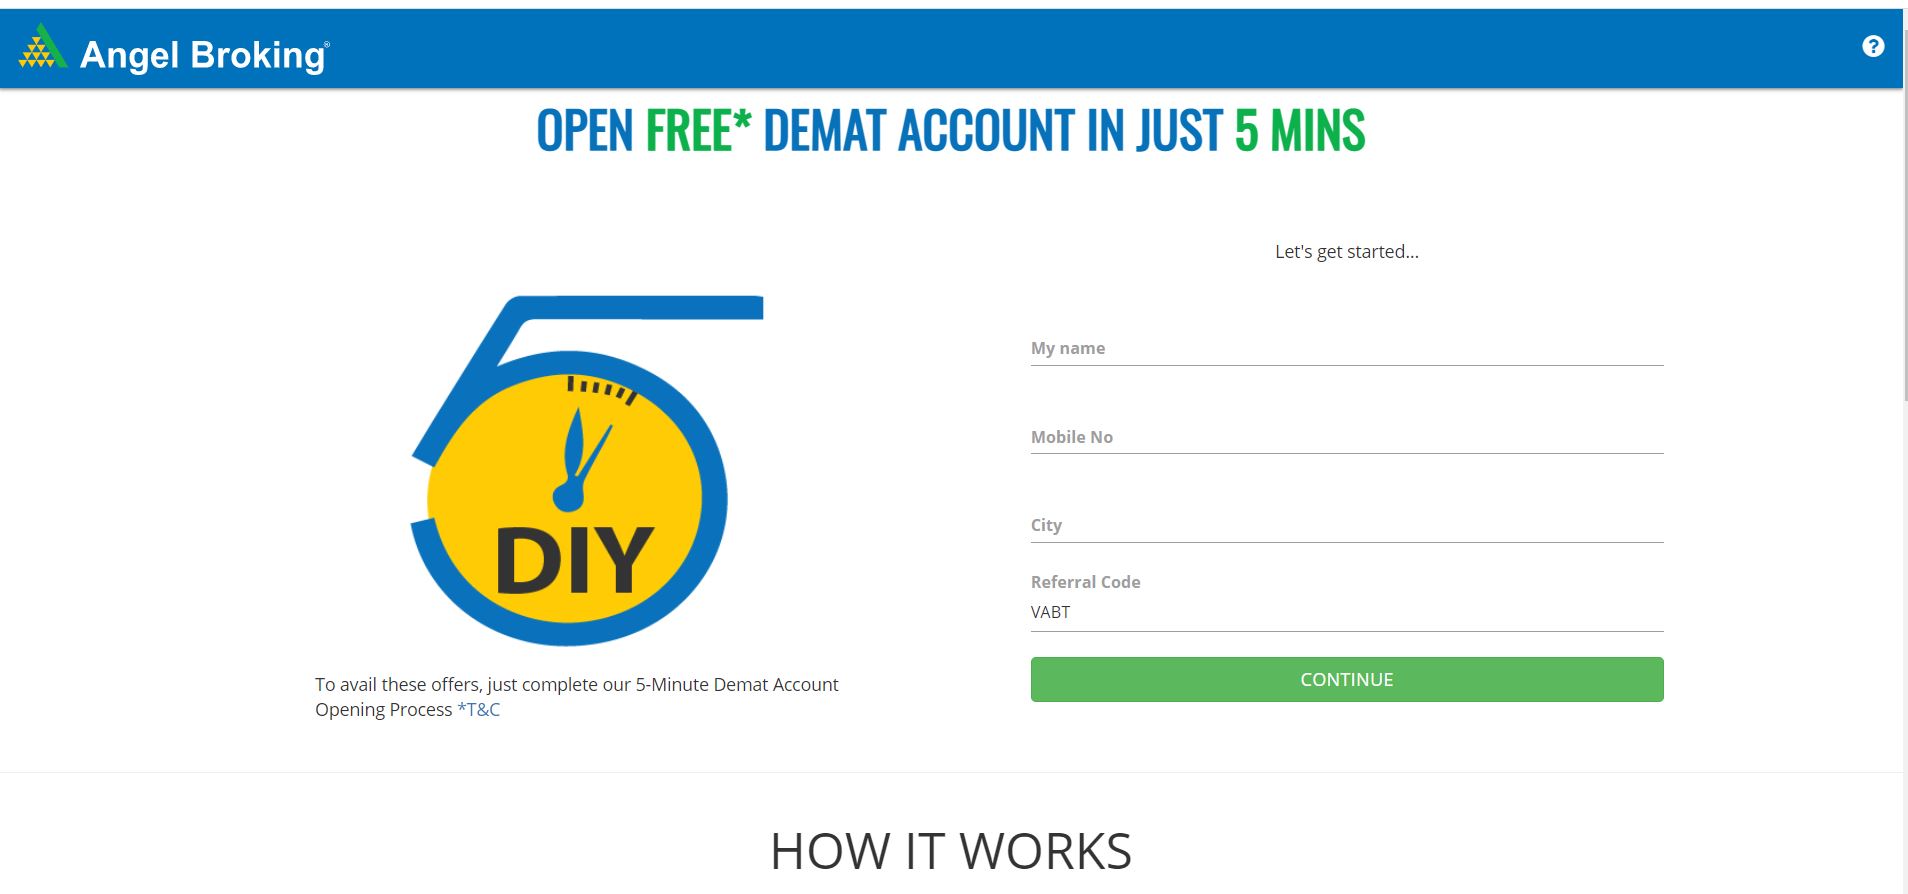 Angel Broking®
?
OPEN FREE* DEMAT ACCOUNT IN JUST 5 MINS
Let's get started...
My name
Mobile No
City
Referral Code
VABT
CONTINUE
DIY
To avail these offers, just complete our 5-Minute Demat Account
Opening Process *T&C
HOW IT WORKS